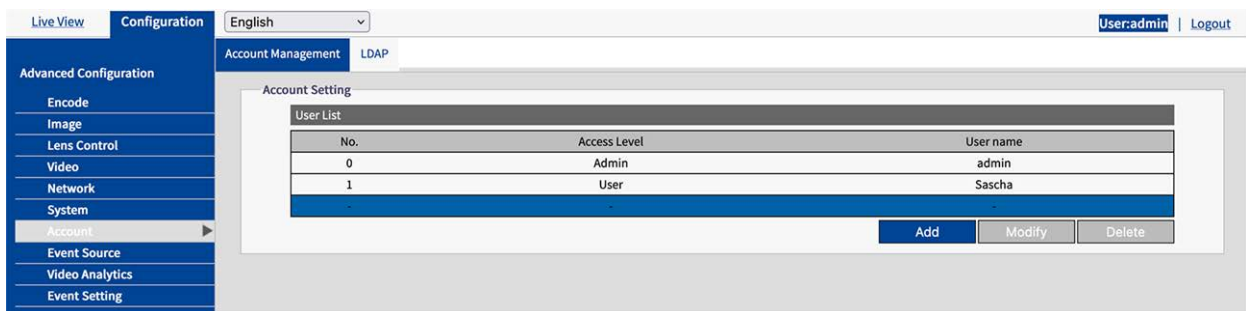 Live View Configuration English User:admin | Logout
Account Management LDAP
Advanced Configuration
Account Setting
Encode
User List
Image
No. Access Level User name
Lens Control
0 Admin admin
Video
1 User Sascha
Network
- - -
System
Add Modify Delete
Account
Event Source
Video Analytics
Event Setting